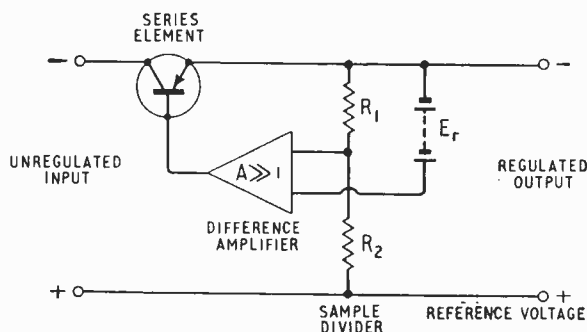 SERIES
ELEMENT
−
−
R1
Er
UNREGULATED
INPUT
A≫1
REGULATED
OUTPUT
DIFFERENCE
AMPLIFIER
R2
+
+
SAMPLE
DIVIDER
REFERENCE VOLTAGE